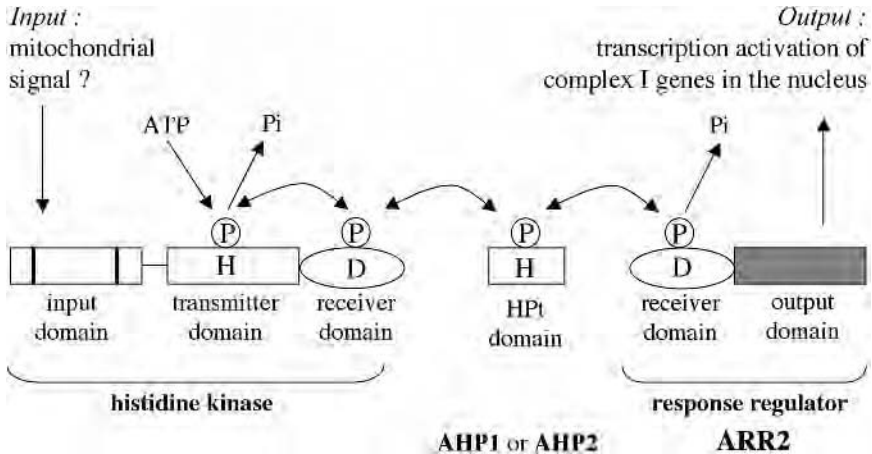 Input :
mitochondrial
signal ?
Output :
transcription activation of
complex I genes in the nucleus
ATP
Pi
Pi
P
P
P
P
H
D
H
D
input
domain
transmitter
domain
receiver
domain
HPt
domain
receiver
domain
output
domain
histidine kinase
response regulator
AHP1 or AHP2
ARR2